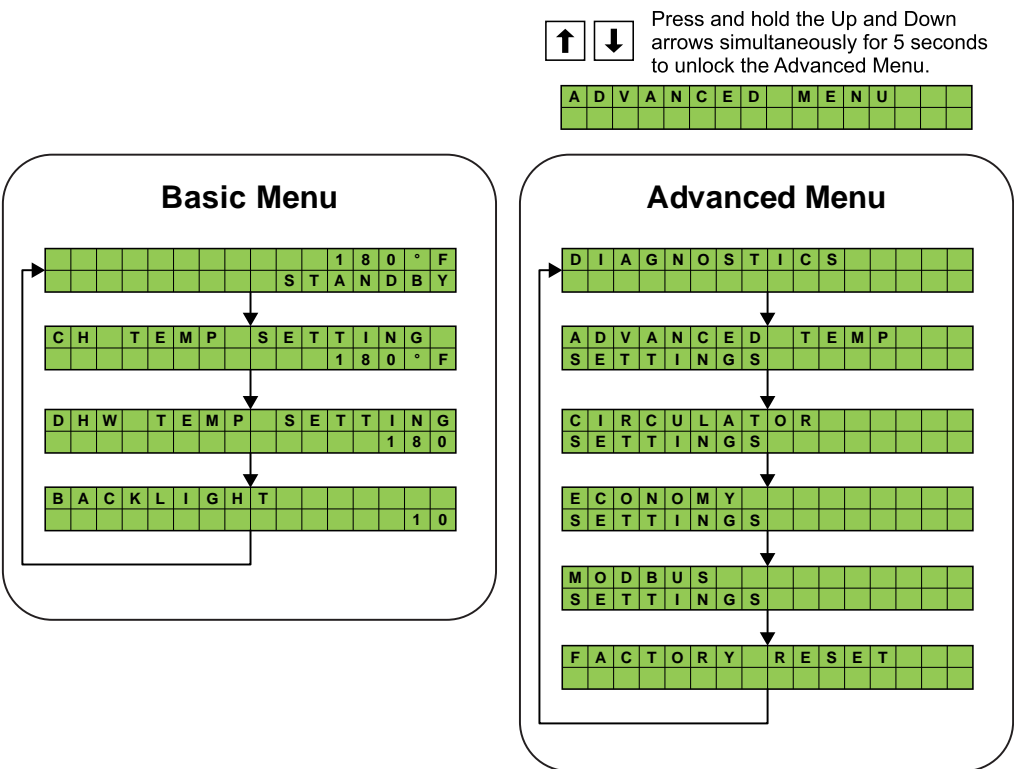 Press and hold the Up and Down
arrows simultaneously for 5 seconds
to unlock the Advanced Menu.
ADVANCED MENU
Basic Menu
180°F
STANDBY
CH TEMP SETTING
180°F
DHW TEMP SETTING
180
BACKLIGHT
10
Advanced Menu
DIAGNOSTICS
ADVANCED TEMP
SETTINGS
CIRCULATOR
SETTINGS
ECONOMY
SETTINGS
MODBUS
SETTINGS
FACTORY RESET